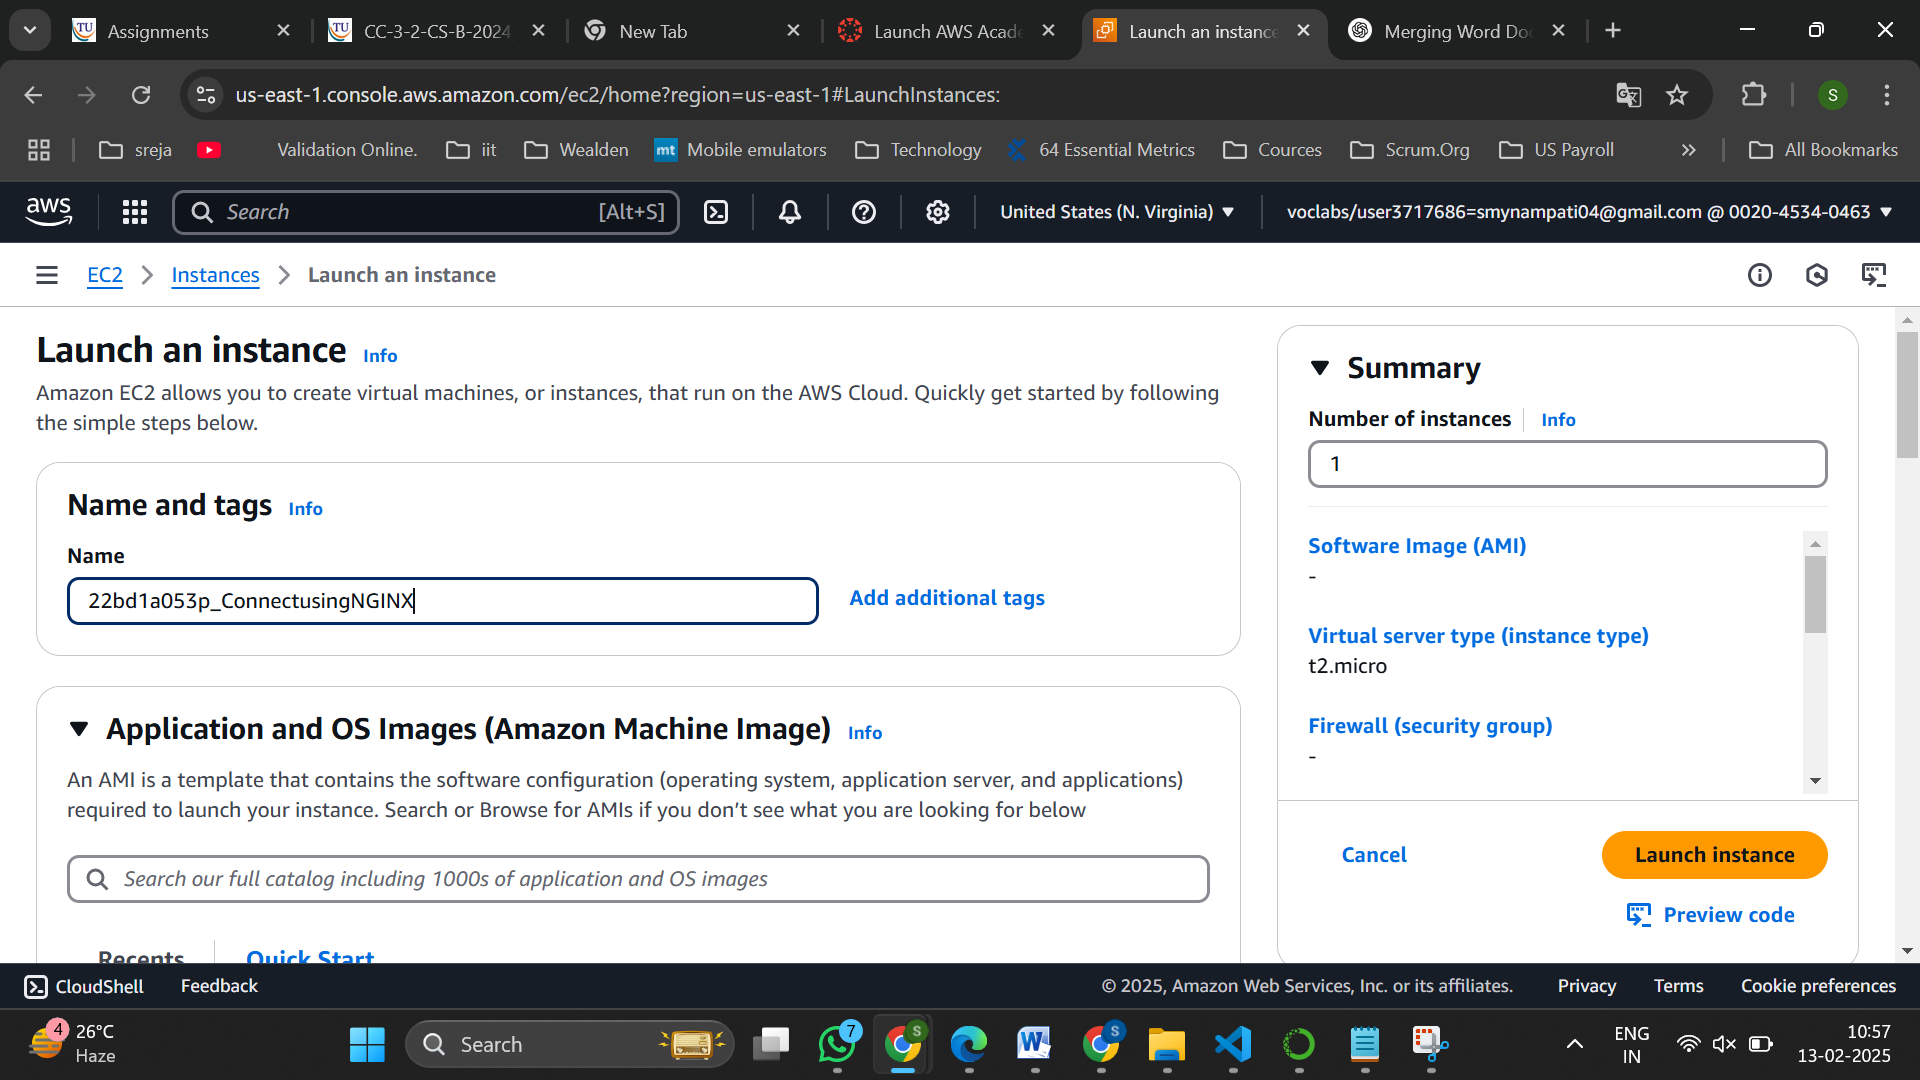 Assignments
CC-3-2-CS-B-2024
New Tab
Launch AWS Acade
Launch an instance
Merging Word Do
us-east-1.console.aws.amazon.com/ec2/home?region=us-east-1#LaunchInstances:
S
sreja
Validation Online.
iit
Wealden
mt Mobile emulators
Technology
64 Essential Metrics
Cources
Scrum.Org
US Payroll
All Bookmarks
aws
Search [Alt+S]
United States (N. Virginia)
voclabs/user3717686=smynampati04@gmail.com @ 0020-4534-0463
EC2
Instances
Launch an instance
Launch an instance Info
Amazon EC2 allows you to create virtual machines, or instances, that run on the AWS Cloud. Quickly get started by following
the simple steps below.
Name and tags Info
Name
22bd1a053p_ConnectusingNGINX
Add additional tags
Application and OS Images (Amazon Machine Image) Info
An AMI is a template that contains the software configuration (operating system, application server, and applications)
required to launch your instance. Search or Browse for AMIs if you don’t see what you are looking for below
Search our full catalog including 1000s of application and OS images
Recents
Quick Start
Summary
Number of instances Info
1
Software Image (AMI)
-
Virtual server type (instance type)
t2.micro
Firewall (security group)
-
Cancel
Launch instance
Preview code
CloudShell
Feedback
© 2025, Amazon Web Services, Inc. or its affiliates.
Privacy
Terms
Cookie preferences
4
26°C
Haze
Search
7
S
S
ENG
IN
10:57
13-02-2025